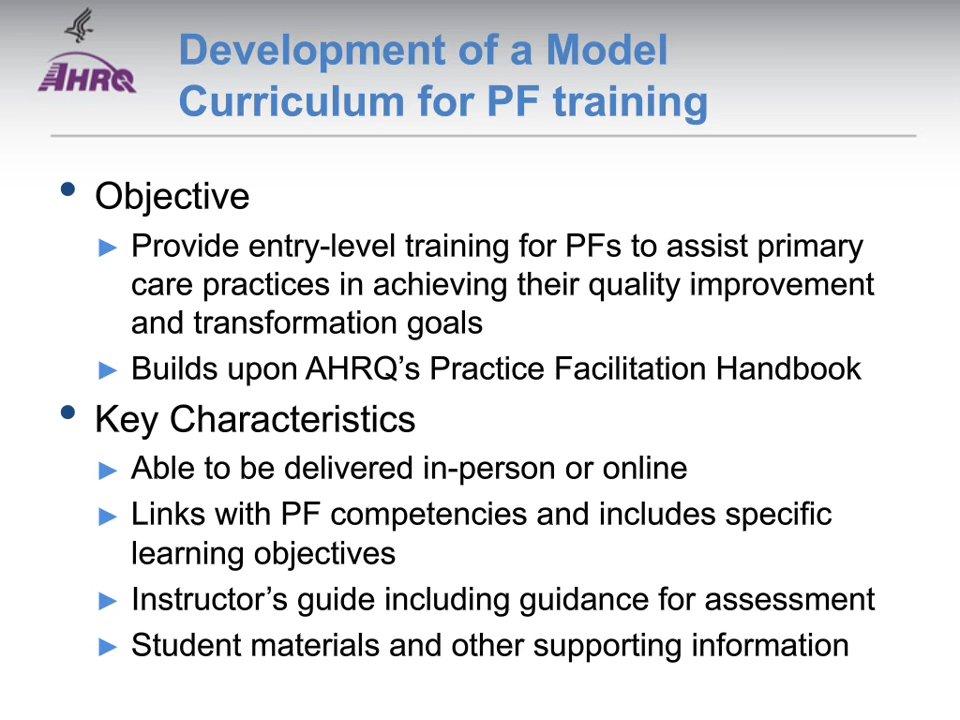 AHRQ
Development of a Model
Curriculum for PF training
• Objective
► Provide entry-level training for PFs to assist primary
care practices in achieving their quality improvement
and transformation goals
► Builds upon AHRQ’s Practice Facilitation Handbook
• Key Characteristics
► Able to be delivered in-person or online
► Links with PF competencies and includes specific
learning objectives
► Instructor’s guide including guidance for assessment
► Student materials and other supporting information